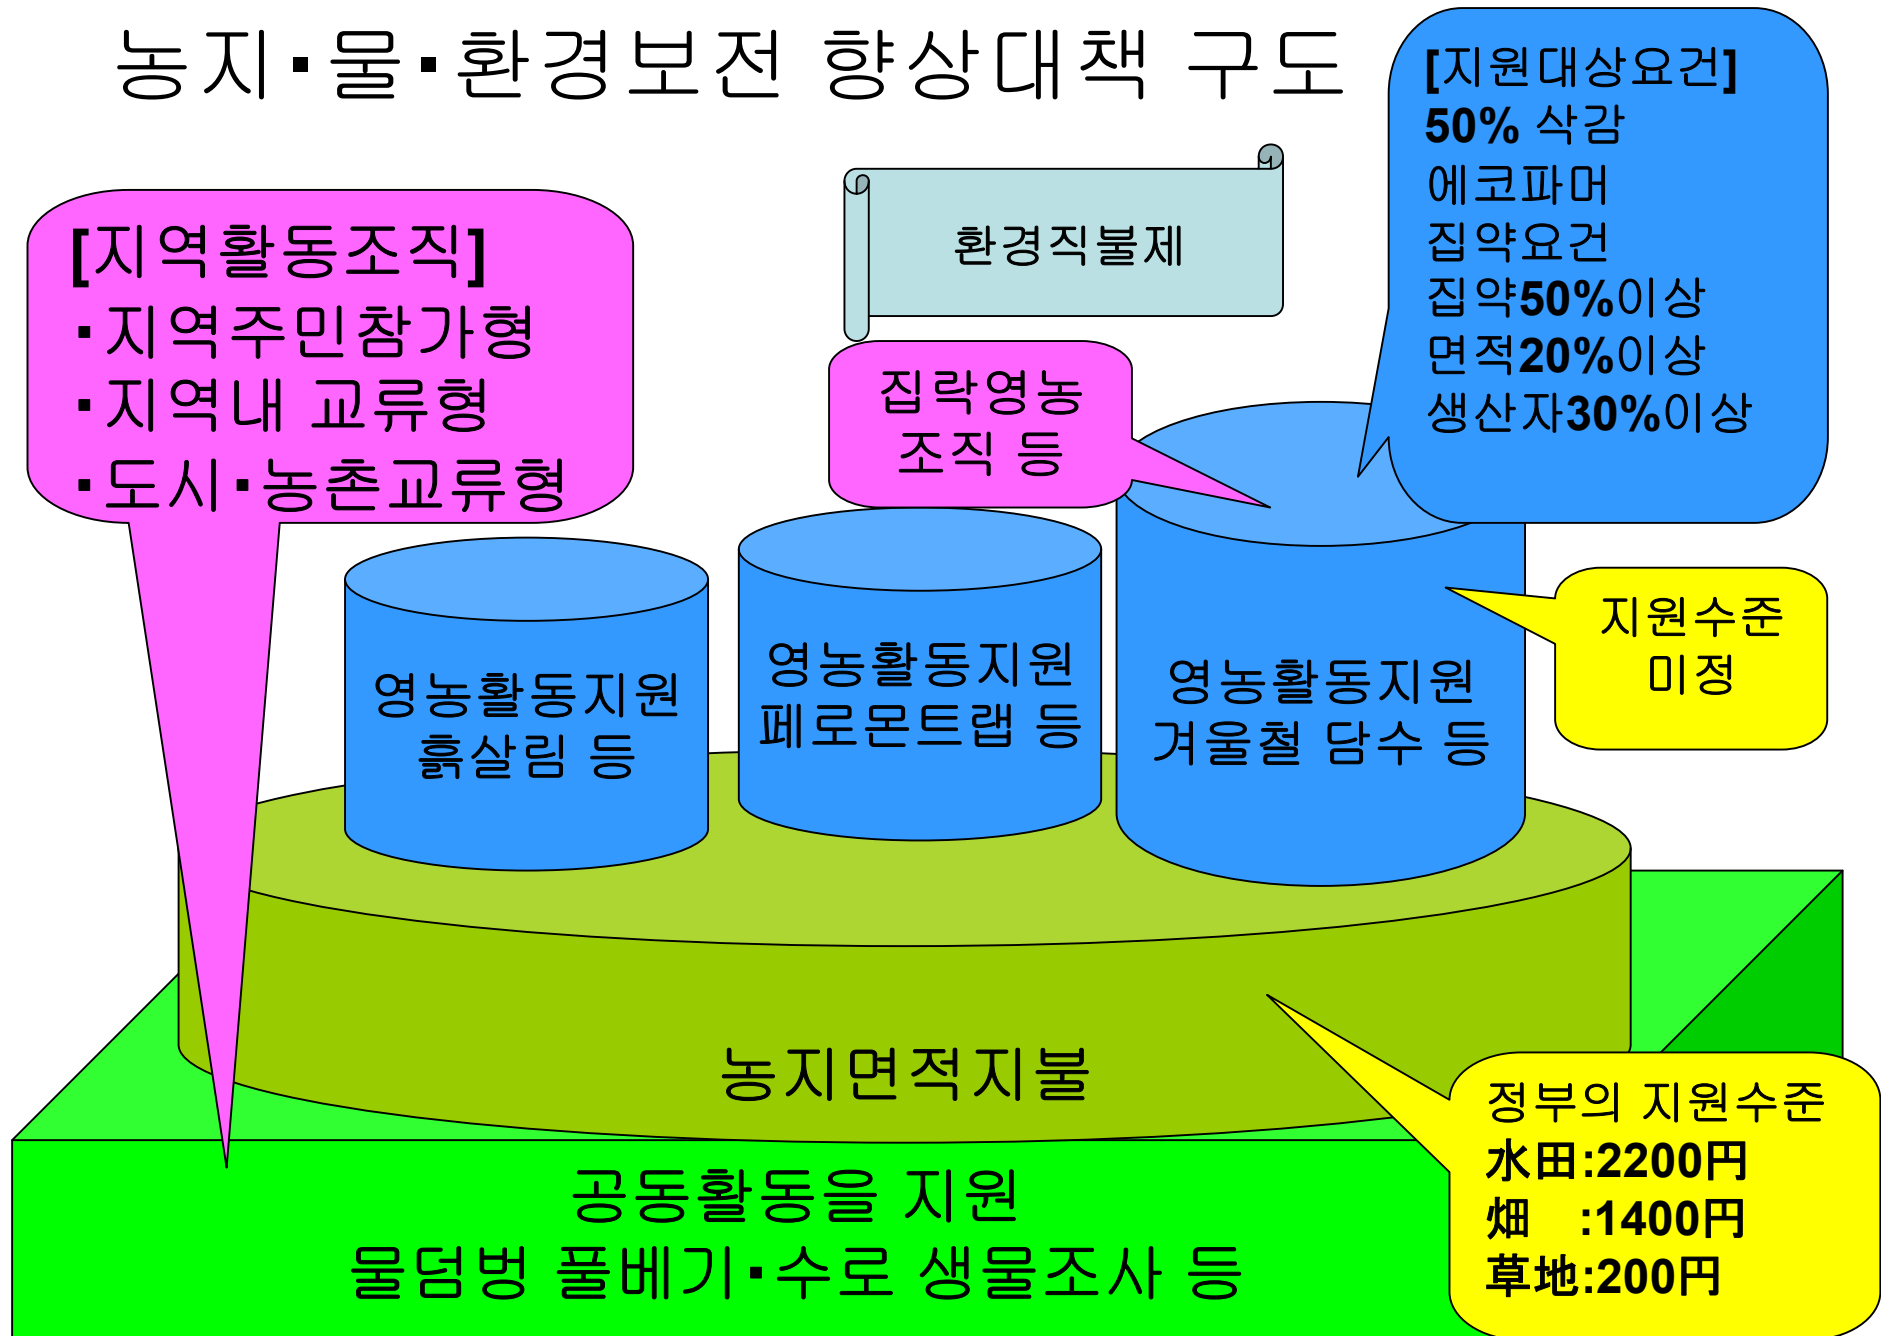 농지▪물▪환경보전 향상대책 구도
[지원대상요건]
50% 삭감
에코파머
집약요건
집약50%이상
면적20%이상
생산자30%이상
환경직불제
[지역활동조직]
▪지역주민참가형
▪지역내 교류형
▪도시▪농촌교류형
집락영농
조직 등
지원수준
미정
영농활동지원
흙살림 등
영농활동지원
페로몬트랩 등
영농활동지원
겨울철 담수 등
농지면적지불
정부의 지원수준
水田:2200円
畑　:1400円
草地:200円
공동활동을 지원
물덤벙 풀베기▪수로 생물조사 등